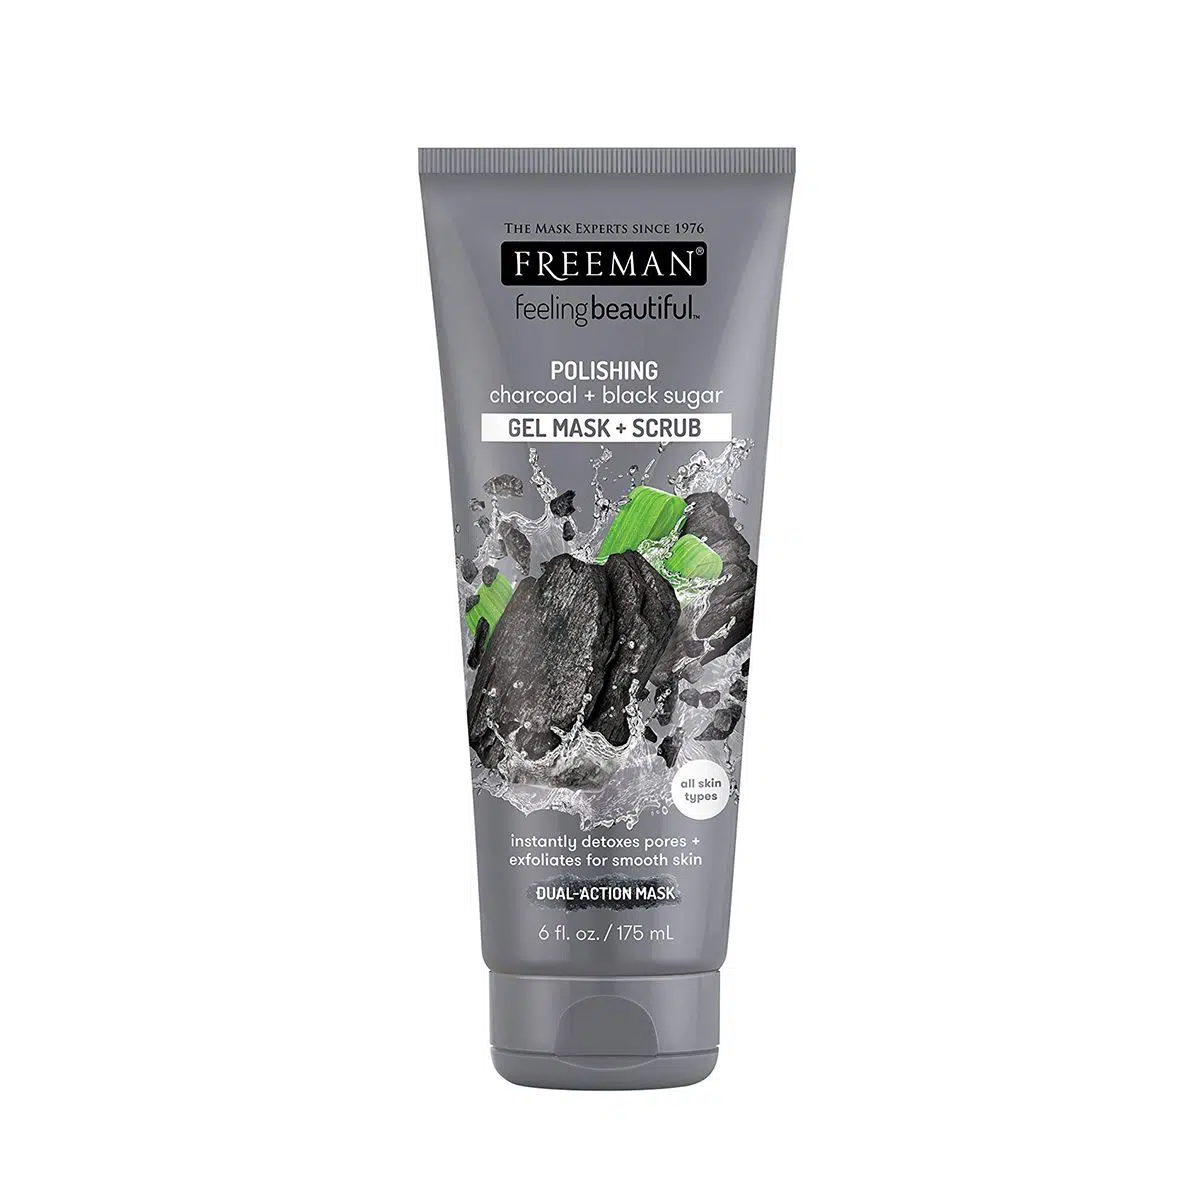 THE MASK EXPERTS SINCE 1976
FREEMAN®
feelingbeautiful™
POLISHING
charcoal + black sugar
GEL MASK + SCRUB
all skin
types
instantly detoxes pores +
exfoliates for smooth skin
DUAL-ACTION MASK
6 fl. oz. / 175 mL